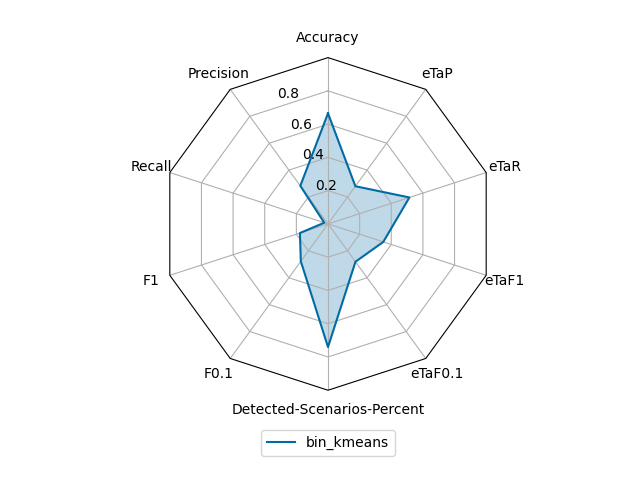 Accuracy
Precision
eTaP
0.8
0.6
0.4
Recall
eTaR
0.2
F1
eTaF1
F0.1
eTaF0.1
Detected-Scenarios-Percent
bin_kmeans